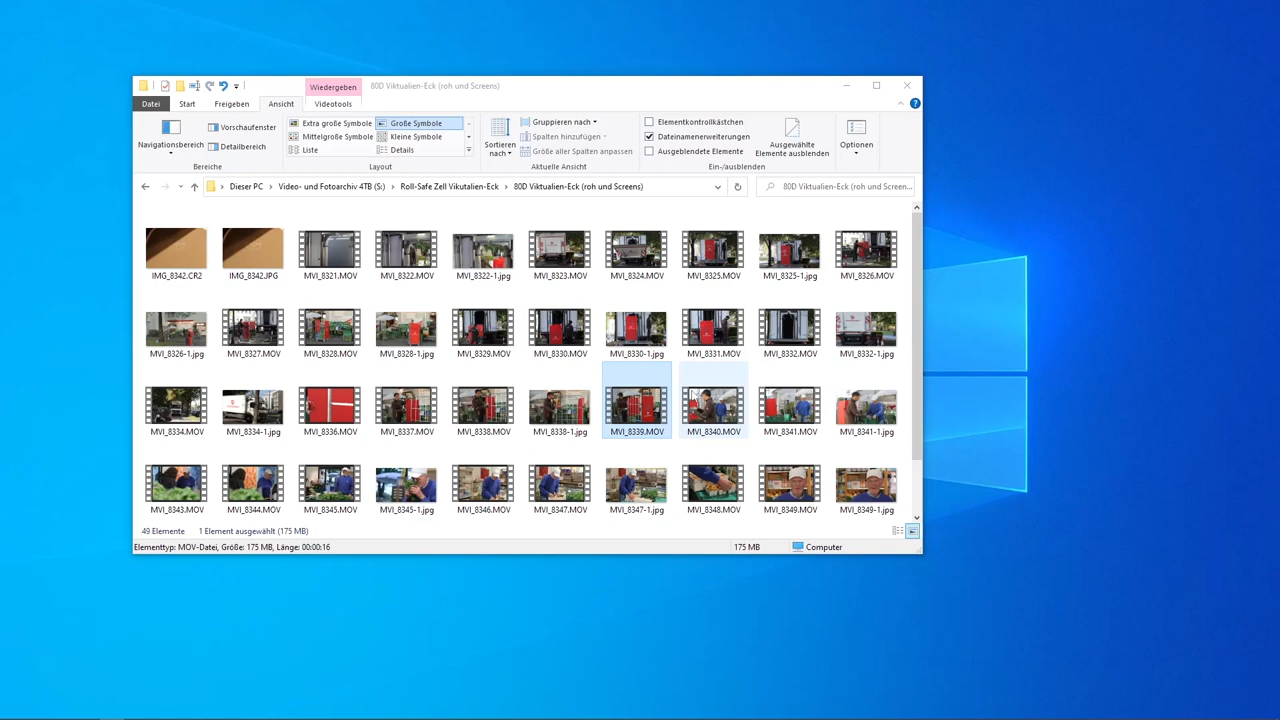 Wiedergeben 80D Viktualien-Eck (roh und Screens)
Datei Start Freigeben Ansicht Videotools
Extra große Symbole Große Symbole Gruppieren nach Elementkontrollkästchen
Vorschaufenster Mittelgroße Symbole Kleine Symbole Spalten hinzufügen Dateinamenerweiterungen
Navigationsbereich Sortieren nach Ausgewählte Elemente ausblenden Optionen
Detailbereich Liste Details Größe aller Spalten anpassen Ausgeblendete Elemente
Bereiche Layout Aktuelle Ansicht Ein-/ausblenden
Dieser PC Video- und Fotoarchiv 4TB (S:) Roll-Safe Zell Vikutalien-Eck 80D Viktualien-Eck (roh und Screens) 80D Viktualien-Eck (roh und Screen...
IMG_8342.CR2 IMG_8342.JPG MVI_8321.MOV MVI_8322.MOV MVI_8322-1.jpg MVI_8323.MOV MVI_8324.MOV MVI_8325.MOV MVI_8325-1.jpg MVI_8326.MOV
MVI_8326-1.jpg MVI_8327.MOV MVI_8328.MOV MVI_8328-1.jpg MVI_8329.MOV MVI_8330.MOV MVI_8330-1.jpg MVI_8331.MOV MVI_8332.MOV MVI_8332-1.jpg
MVI_8334.MOV MVI_8334-1.jpg MVI_8336.MOV MVI_8337.MOV MVI_8338.MOV MVI_8338-1.jpg MVI_8339.MOV MVI_8340.MOV MVI_8341.MOV MVI_8341-1.jpg
MVI_8343.MOV MVI_8344.MOV MVI_8345.MOV MVI_8345-1.jpg MVI_8346.MOV MVI_8347.MOV MVI_8347-1.jpg MVI_8348.MOV MVI_8349.MOV MVI_8349-1.jpg
49 Elemente 1 Element ausgewählt (175 MB)
Elementtyp: MOV-Datei, Größe: 175 MB, Länge: 00:00:16 175 MB Computer